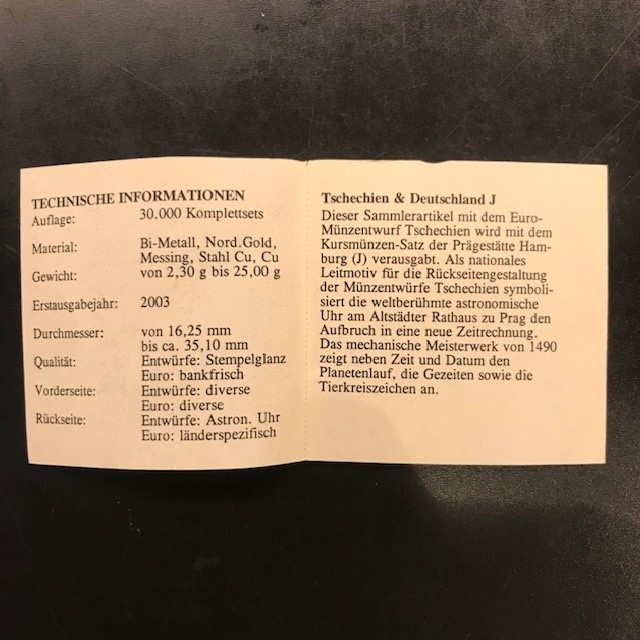 TECHNISCHE INFORMATIONEN
Auflage: 30.000 Komplettsets
Material: Bi-Metall, Nord.Gold,
Messing, Stahl Cu, Cu
Gewicht: von 2,30 g bis 25,00 g
Erstausgabejahr: 2003
Durchmesser: von 16,25 mm
bis ca. 35,10 mm
Qualität: Entwürfe: Stempelglanz
Euro: bankfrisch
Vorderseite: Entwürfe: diverse
Euro: diverse
Rückseite: Entwürfe: Astron. Uhr
Euro: länderspezifisch
Tschechien & Deutschland J
Dieser Sammlerartikel mit dem Euro-
Münzentwurf Tschechien wird mit dem
Kursmünzen-Satz der Prägestätte Ham-
burg (J) verausgabt. Als nationales
Leitmotiv für die Rückseitengestaltung
der Münzentwürfe Tschechien symboli-
siert die weltberühmte astronomische
Uhr am Altstädter Rathaus zu Prag den
Aufbruch in eine neue Zeitrechnung.
Das mechanische Meisterwerk von 1490
zeigt neben Zeit und Datum den
Planetenlauf, die Gezeiten sowie die
Tierkreiszeichen an.